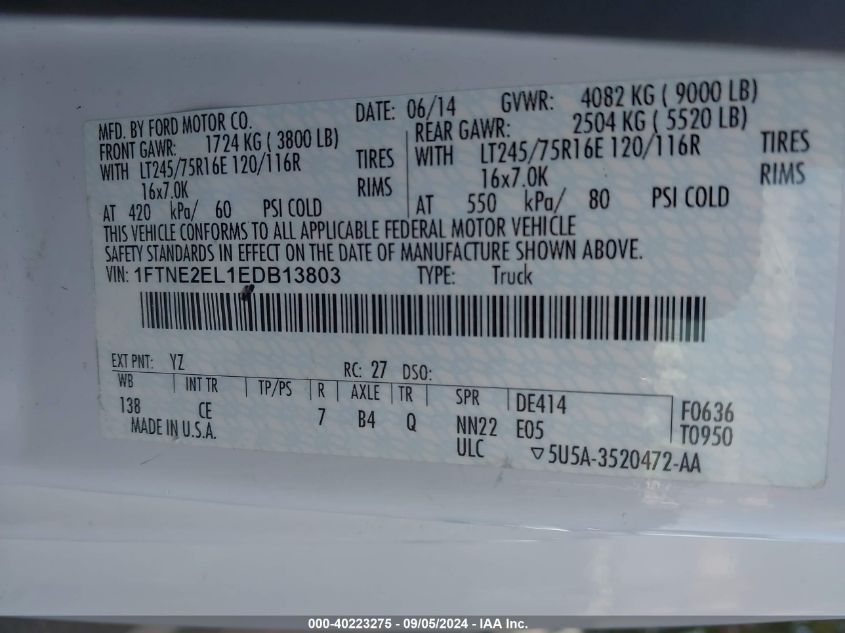 MFD. BY FORD MOTOR CO. DATE: 06/14 GVWR: 4082 KG ( 9000 LB)
FRONT GAWR: 1724 KG ( 3800 LB) REAR GAWR: 2504 KG ( 5520 LB)
WITH LT245/75R16E 120/116R TIRES WITH LT245/75R16E 120/116R TIRES
16x7.0K RIMS 16x7.0K RIMS
AT 420 kPa/ 60 PSI COLD AT 550 kPa/ 80 PSI COLD
THIS VEHICLE CONFORMS TO ALL APPLICABLE FEDERAL MOTOR VEHICLE
SAFETY STANDARDS IN EFFECT ON THE DATE OF MANUFACTURE SHOWN ABOVE.
VIN: 1FTNE2EL1EDB13803 TYPE: Truck
EXT PNT: YZ RC: 27 DSO:
WB INT TR TP/PS R AXLE TR SPR DE414 F0636
138 CE 7 B4 Q NN22 E05 T0950
MADE IN U.S.A. ULC ▽5U5A-3520472-AA
000-40223275 - 09/05/2024 - IAA Inc.